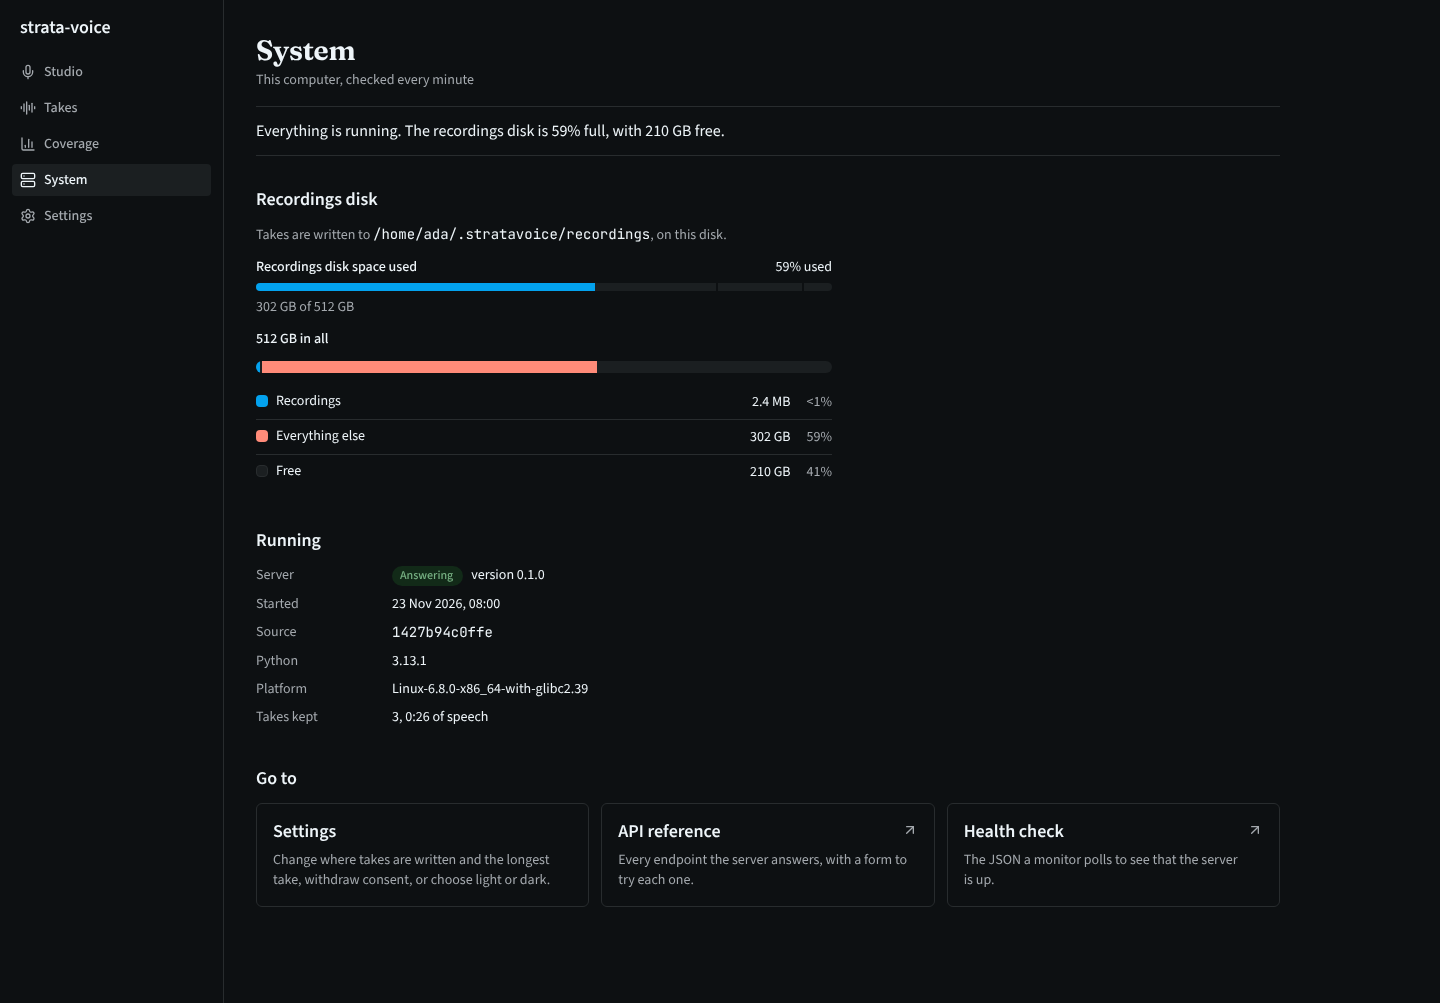 strata-voice
Studio
Takes
Coverage
System
Settings
System
This computer, checked every minute
Everything is running. The recordings disk is 59% full, with 210 GB free.
Recordings disk
Takes are written to /home/ada/.stratavoice/recordings, on this disk.
Recordings disk space used 59% used
302 GB of 512 GB
512 GB in all
Recordings 2.4 MB <1%
Everything else 302 GB 59%
Free 210 GB 41%
Running
Server Answering version 0.1.0
Started 23 Nov 2026, 08:00
Source 1427b94c0ffe
Python 3.13.1
Platform Linux-6.8.0-x86_64-with-glibc2.39
Takes kept 3, 0:26 of speech
Go to
Settings
Change where takes are written and the longest
take, withdraw consent, or choose light or dark.
API reference
Every endpoint the server answers, with a form to
try each one.
Health check
The JSON a monitor polls to see that the server
is up.